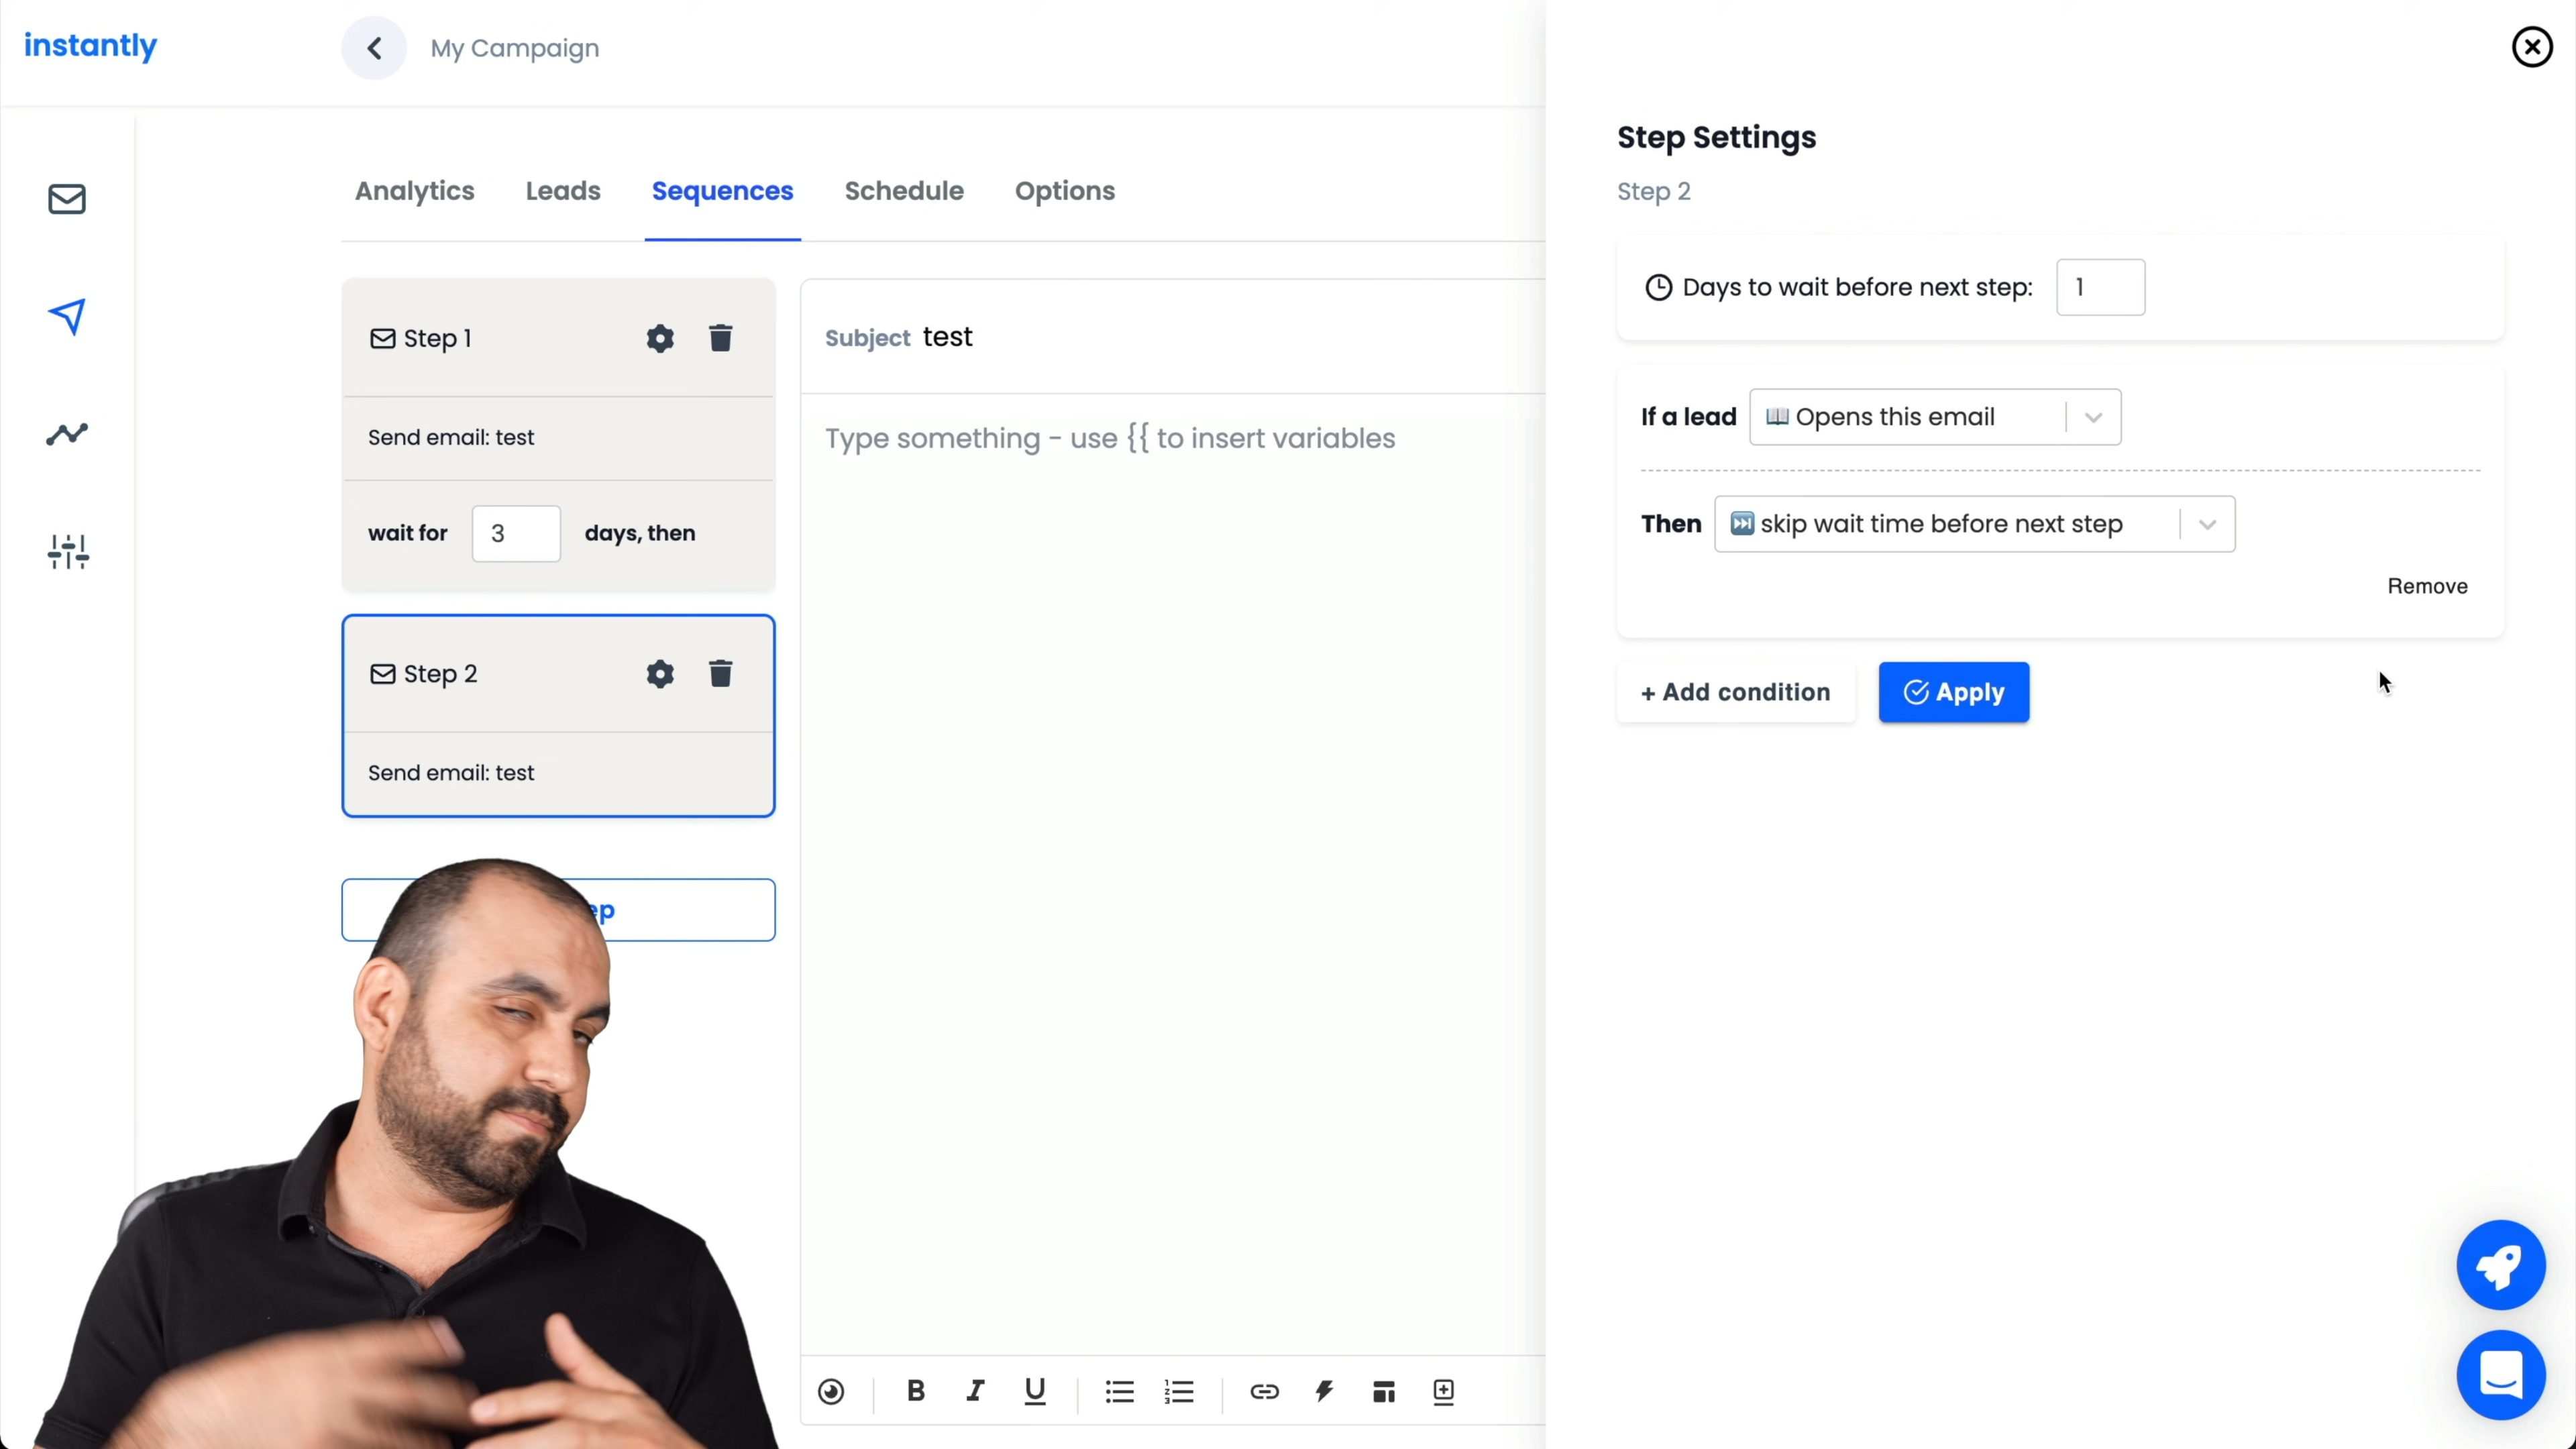 instantly
My Campaign
Analytics
Leads
Sequences
Schedule
Options
Step 1
Send email: test
wait for 3 days, then
Step 2
Send email: test
Subject test
Type something - use {{ to insert variables
B I U
Step Settings
Step 2
Days to wait before next step: 1
If a lead 📖 Opens this email
Then ⏭ skip wait time before next step
Remove
+ Add condition
Apply